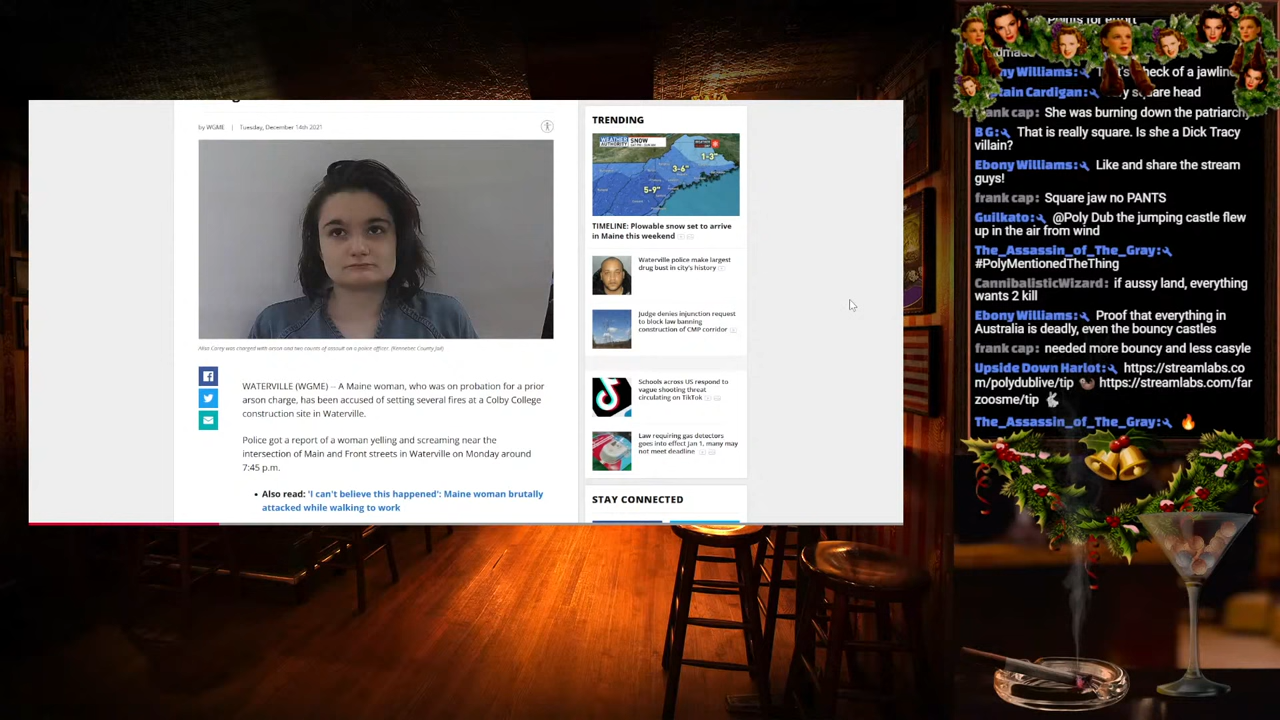 by WGME | Tuesday, December 14th 2021
WATERVILLE (WGME) – A Maine woman, who was on probation for a prior
arson charge, has been accused of setting several fires at a Colby College
construction site in Waterville.
Police got a report of a woman yelling and screaming near the
intersection of Main and Front streets in Waterville on Monday around
7:45 p.m.
• Also read: 'I can't believe this happened': Maine woman brutally
attacked while walking to work
TRENDING
WEATHER AUTHORITY
SNOW
1-3"
3-6"
5-9"
TIMELINE: Plowable snow set to arrive
in Maine this weekend
Waterville police make largest
drug bust in city's history
Judge denies injunction request
to block law banning
construction of CMP corridor
Schools across US respond to
vague shooting threat
circulating on TikTok
Law requiring gas detectors
goes into effect Jan 1, many may
not meet deadline
STAY CONNECTED
frank cap: She was burning down the patriarchy
BG: That is really square. Is she a Dick Tracy
villain?
Ebony Williams: Like and share the stream
guys!
frank cap: Square jaw no PANTS
Guilkato: @Poly Dub the jumping castle flew
up in the air from wind
The_Assassin_of_The_Gray:
#PolyMentionedTheThing
CannibalisticWizard: if aussy land, everything
wants 2 kill
Ebony Williams: Proof that everything in
Australia is deadly, even the bouncy castles
frank cap: needed more bouncy and less casyle
Upside Down Harlot: https://streamlabs.co
m/polydublive/tip https://streamlabs.com/far
zoosme/tip
The_Assassin_of_The_Gray: